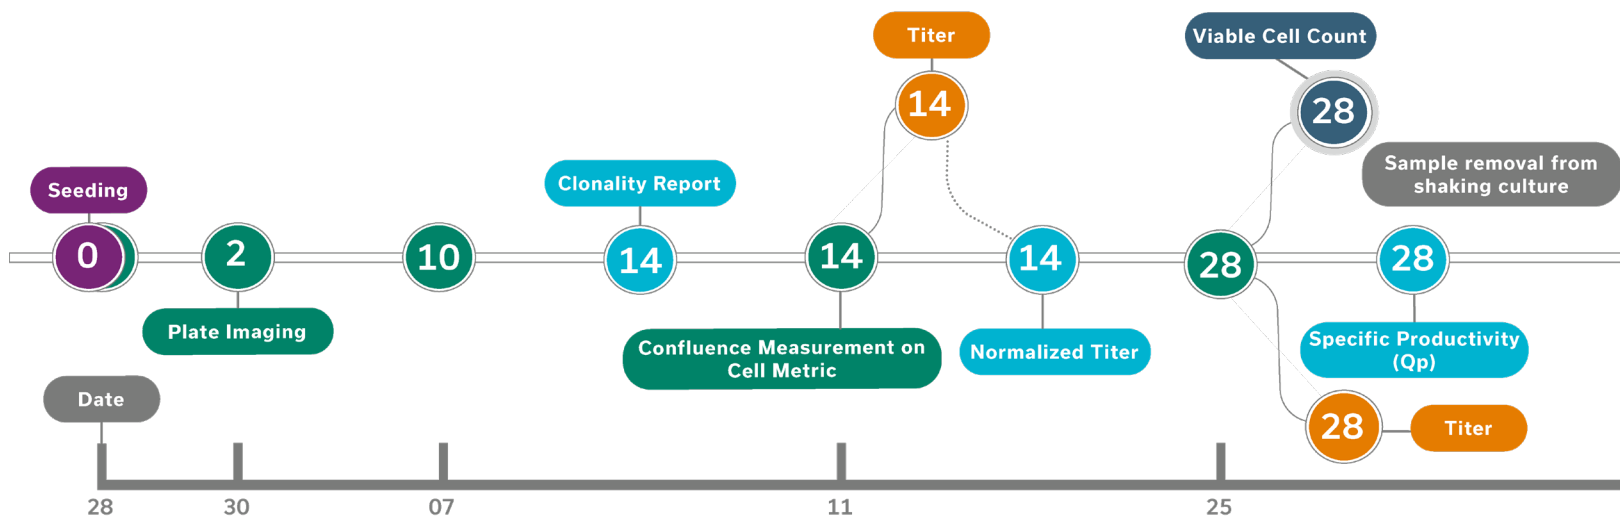 Titer
Viable Cell Count
14
28
Sample removal from
shaking culture
Clonality Report
Seeding
0
2
10
14
14
14
28
28
Plate Imaging
Confluence Measurement on
Cell Metric
Normalized Titer
Specific Productivity
(Qp)
Date
28
Titer
28
30
07
11
25